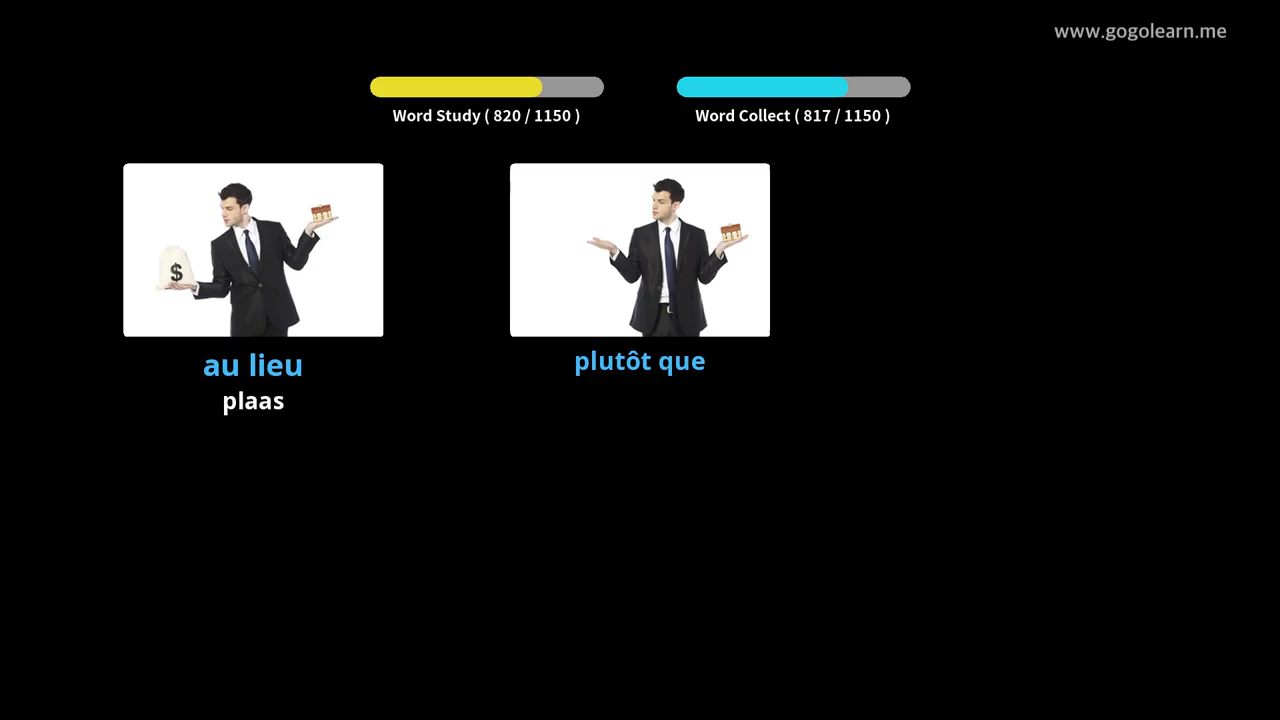 www.gogolearn.me
Word Study ( 820 / 1150 )
Word Collect ( 817 / 1150 )
$
au lieu
plaas
plutôt que